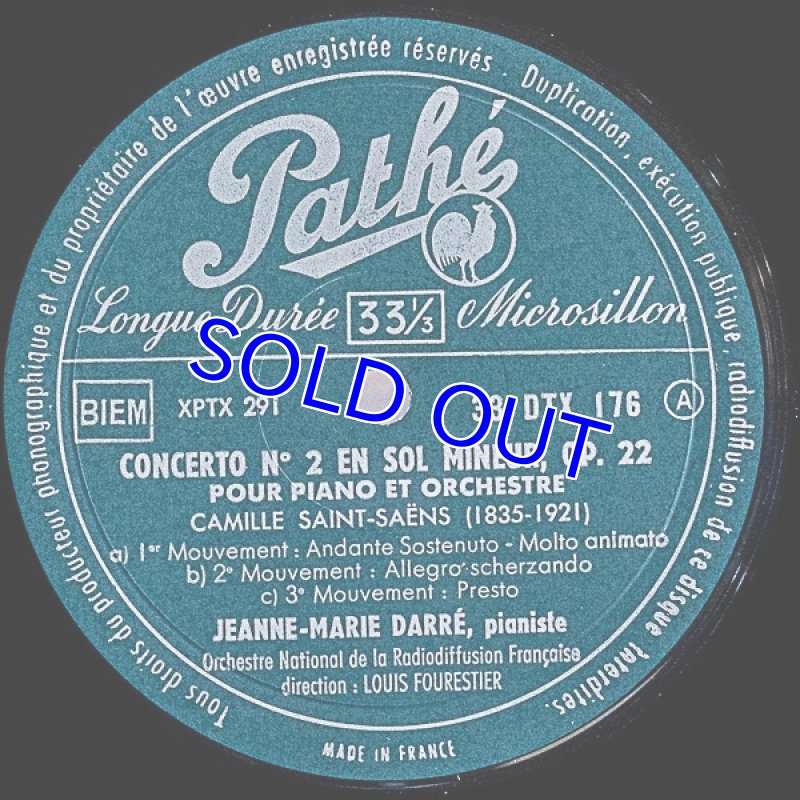 Tous droits du producteur phonographique et du propriétaire de l'œuvre enregistrée réservés . Duplication, exécution publique, radiodiffusion de ce disque Interdites.
Pathé
Longue Durée 33 1/3 Microsillon
BIEM XPTX 291 33 DTX 176 A
SOLD OUT
CONCERTO N° 2 EN SOL MINEUR, OP. 22
POUR PIANO ET ORCHESTRE
CAMILLE SAINT-SAËNS (1835-1921)
a) 1er Mouvement : Andante Sostenuto - Molto animato
b) 2e Mouvement : Allegro scherzando
c) 3e Mouvement : Presto
JEANNE-MARIE DARRÉ, pianiste
Orchestre National de la Radiodiffusion Française
direction : LOUIS FOURESTIER
MADE IN FRANCE